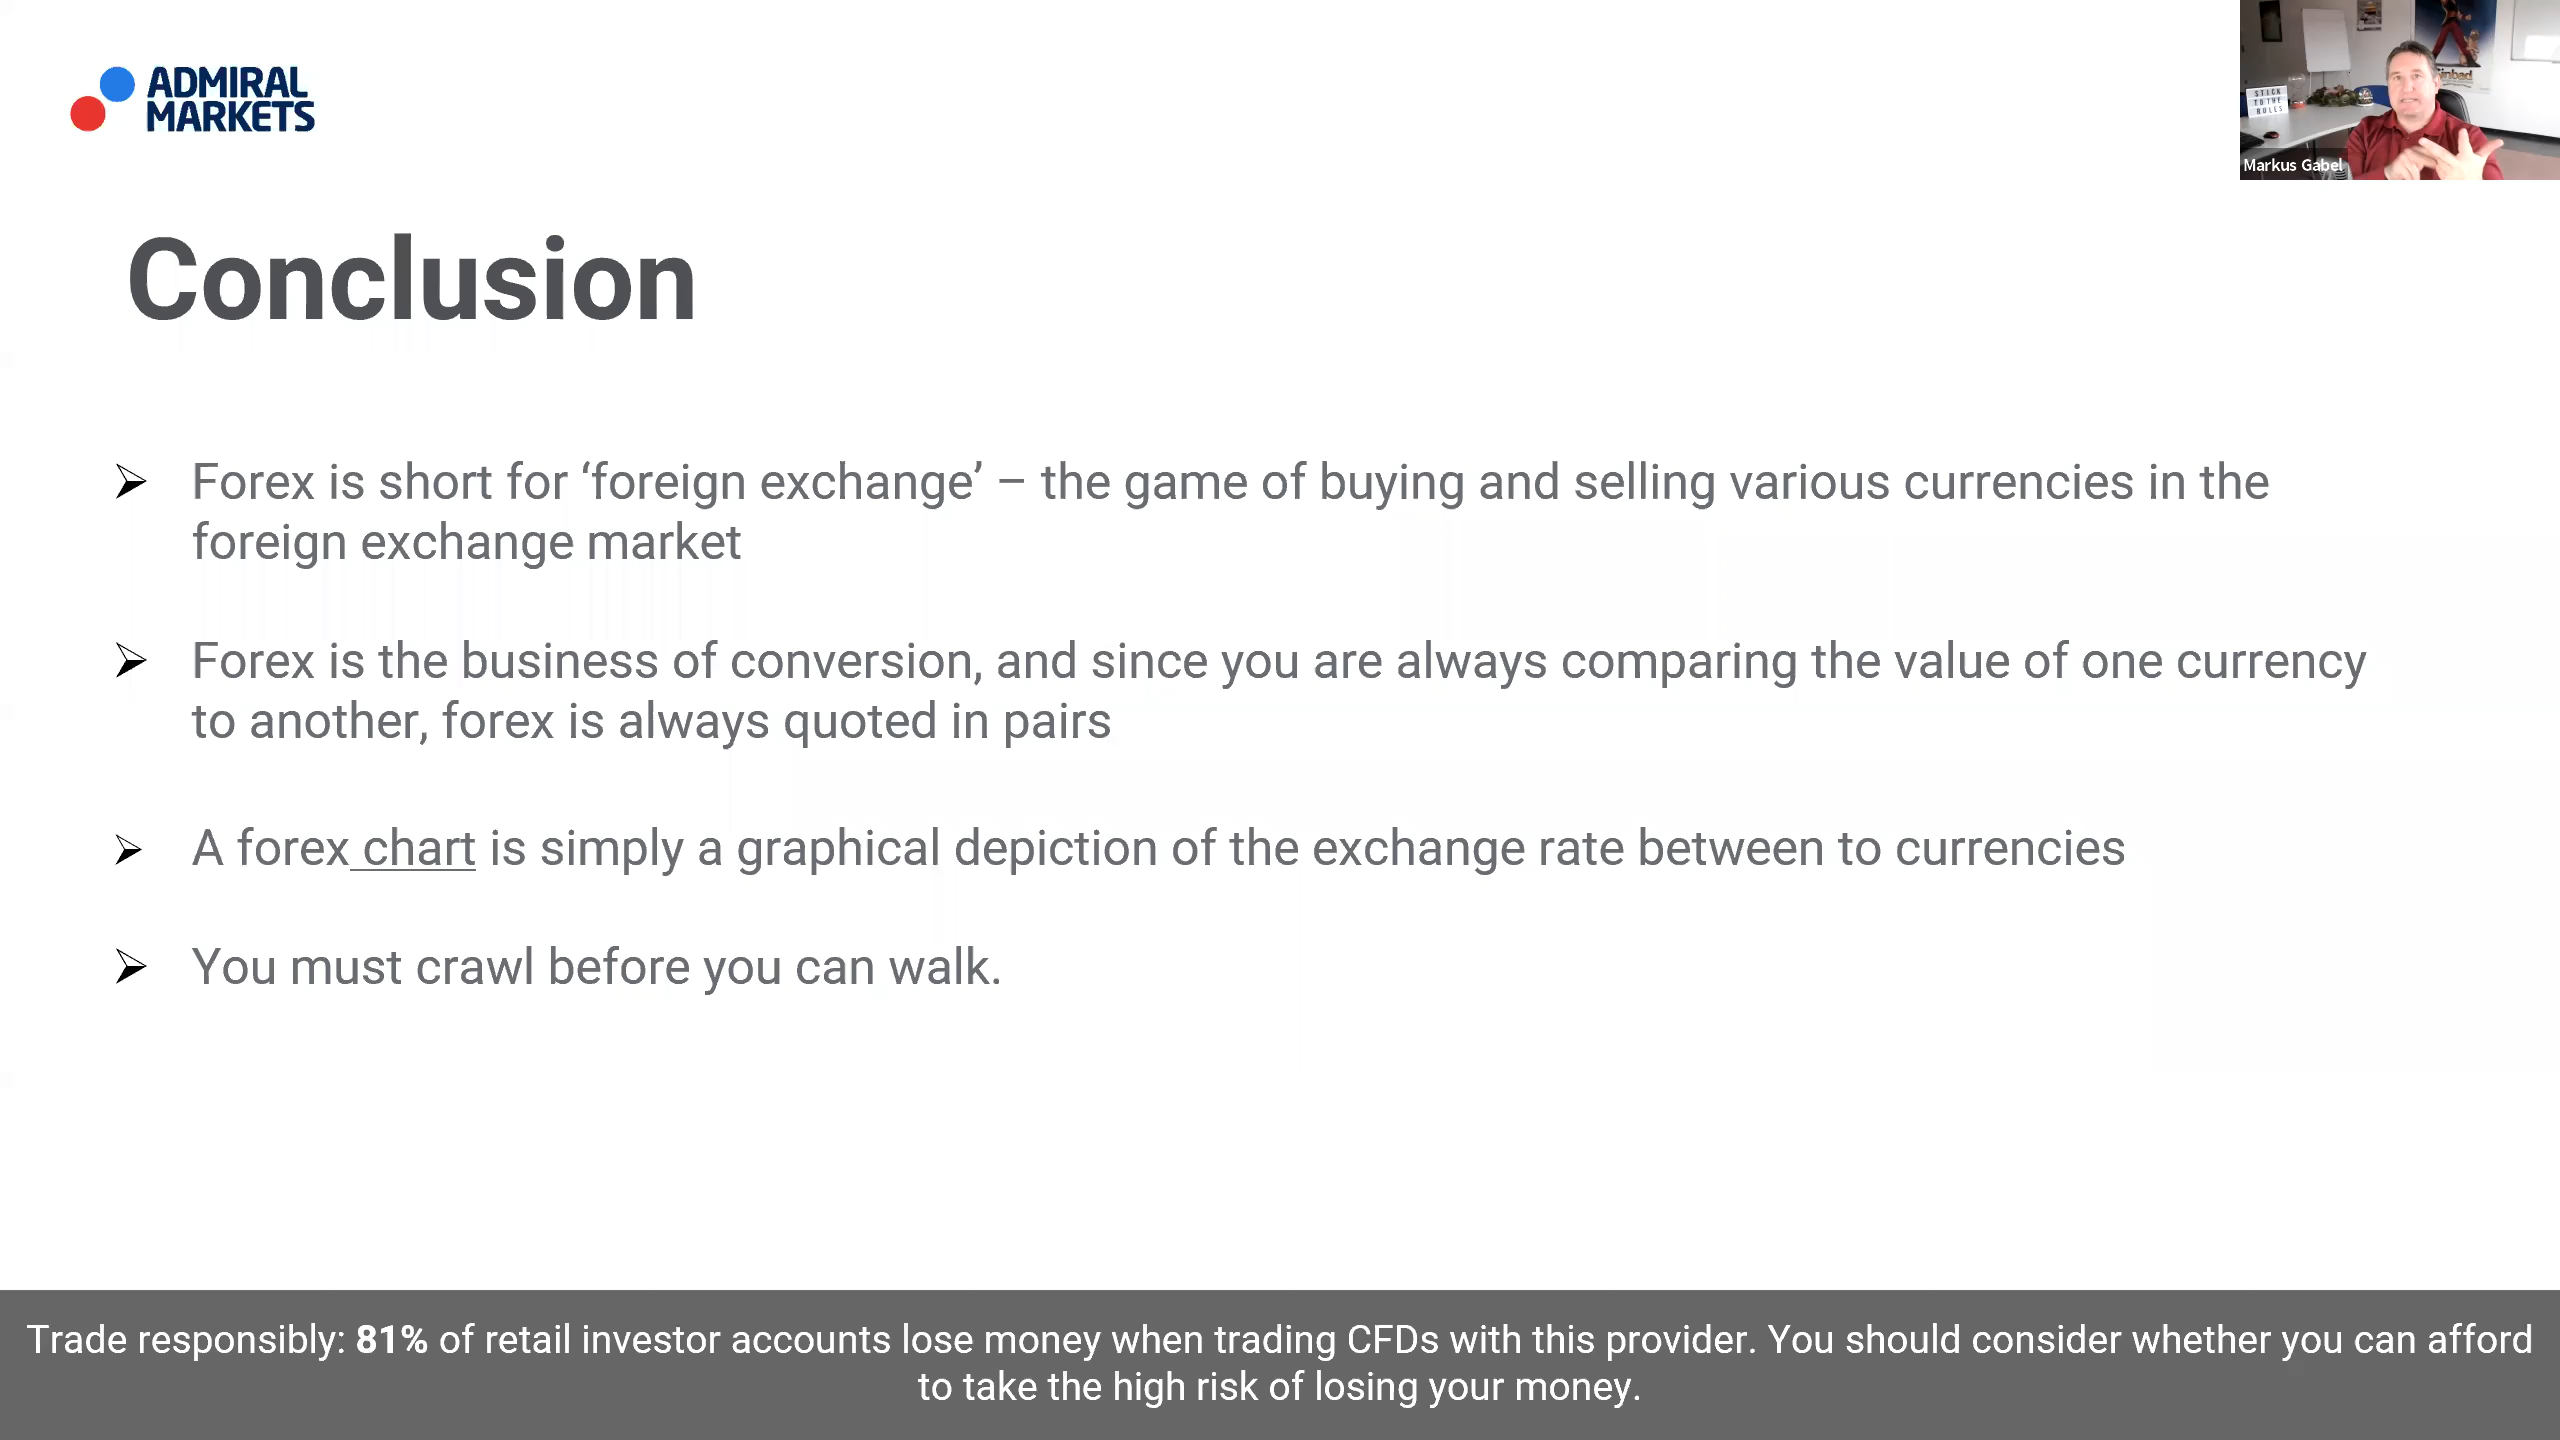 ADMIRAL
MARKETS
Sinbad
STICK
TO THE
RULES
Markus Gabel
Conclusion
➢ Forex is short for ‘foreign exchange’ – the game of buying and selling various currencies in the
foreign exchange market
➢ Forex is the business of conversion, and since you are always comparing the value of one currency
to another, forex is always quoted in pairs
➢ A forex chart is simply a graphical depiction of the exchange rate between to currencies
➢ You must crawl before you can walk.
Trade responsibly: 81% of retail investor accounts lose money when trading CFDs with this provider. You should consider whether you can afford
to take the high risk of losing your money.